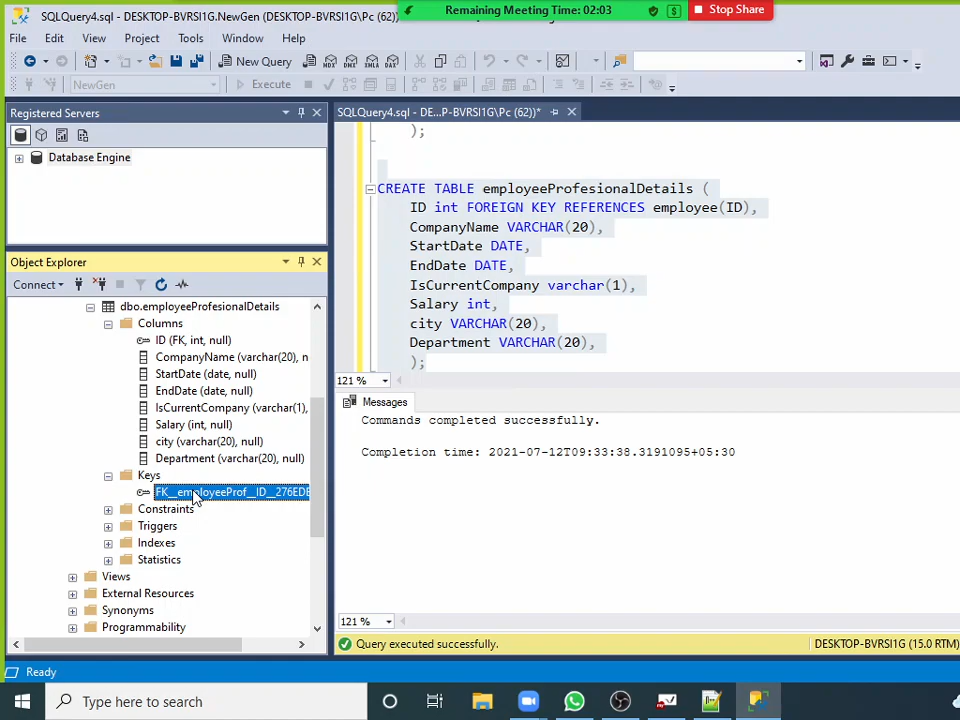 SQLQuery4.sql - DESKTOP-BVRSI1G.NewGen (DESKTOP-BVRSI1G\Pc (62))*
Remaining Meeting Time: 02:03
Stop Share
File Edit View Project Tools Window Help
New Query
MDX DMX XMLA DAX
NewGen
Execute
Registered Servers
Database Engine
Object Explorer
Connect
dbo.employeeProfesionalDetails
Columns
ID (FK, int, null)
CompanyName (varchar(20), n
StartDate (date, null)
EndDate (date, null)
IsCurrentCompany (varchar(1),
Salary (int, null)
city (varchar(20), null)
Department (varchar(20), null)
Keys
FK__employeeProf__ID__276EDE
Constraints
Triggers
Indexes
Statistics
Views
External Resources
Synonyms
Programmability
SQLQuery4.sql - DE...P-BVRSI1G\Pc (62))*
);
CREATE TABLE employeeProfesionalDetails (
ID int FOREIGN KEY REFERENCES employee(ID),
CompanyName VARCHAR(20),
StartDate DATE,
EndDate DATE,
IsCurrentCompany varchar(1),
Salary int,
city VARCHAR(20),
Department VARCHAR(20),
);
121 %
Messages
Commands completed successfully.
Completion time: 2021-07-12T09:33:38.3191095+05:30
121 %
Query executed successfully.
DESKTOP-BVRSI1G (15.0 RTM)
Ready
Type here to search